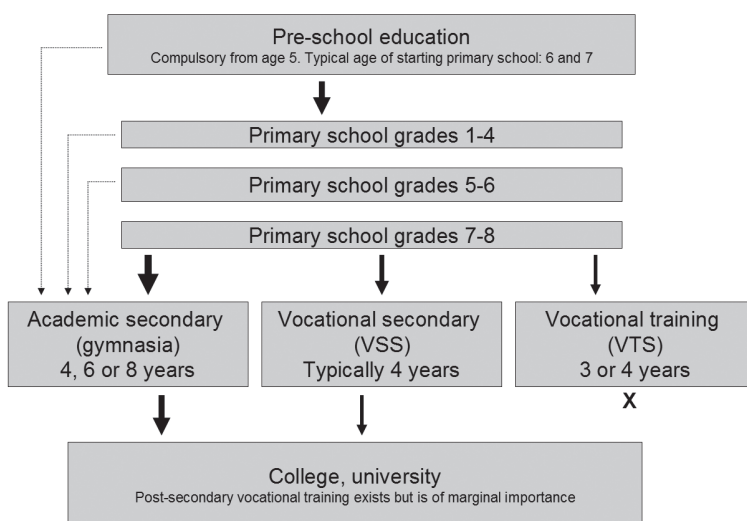 Pre-school education
Compulsory from age 5. Typical age of starting primary school: 6 and 7
Primary school grades 1-4
Primary school grades 5-6
Primary school grades 7-8
Academic secondary
(gymnasia)
4, 6 or 8 years
Vocational secondary
(VSS)
Typically 4 years
Vocational training
(VTS)
3 or 4 years
X
College, university
Post-secondary vocational training exists but is of marginal importance